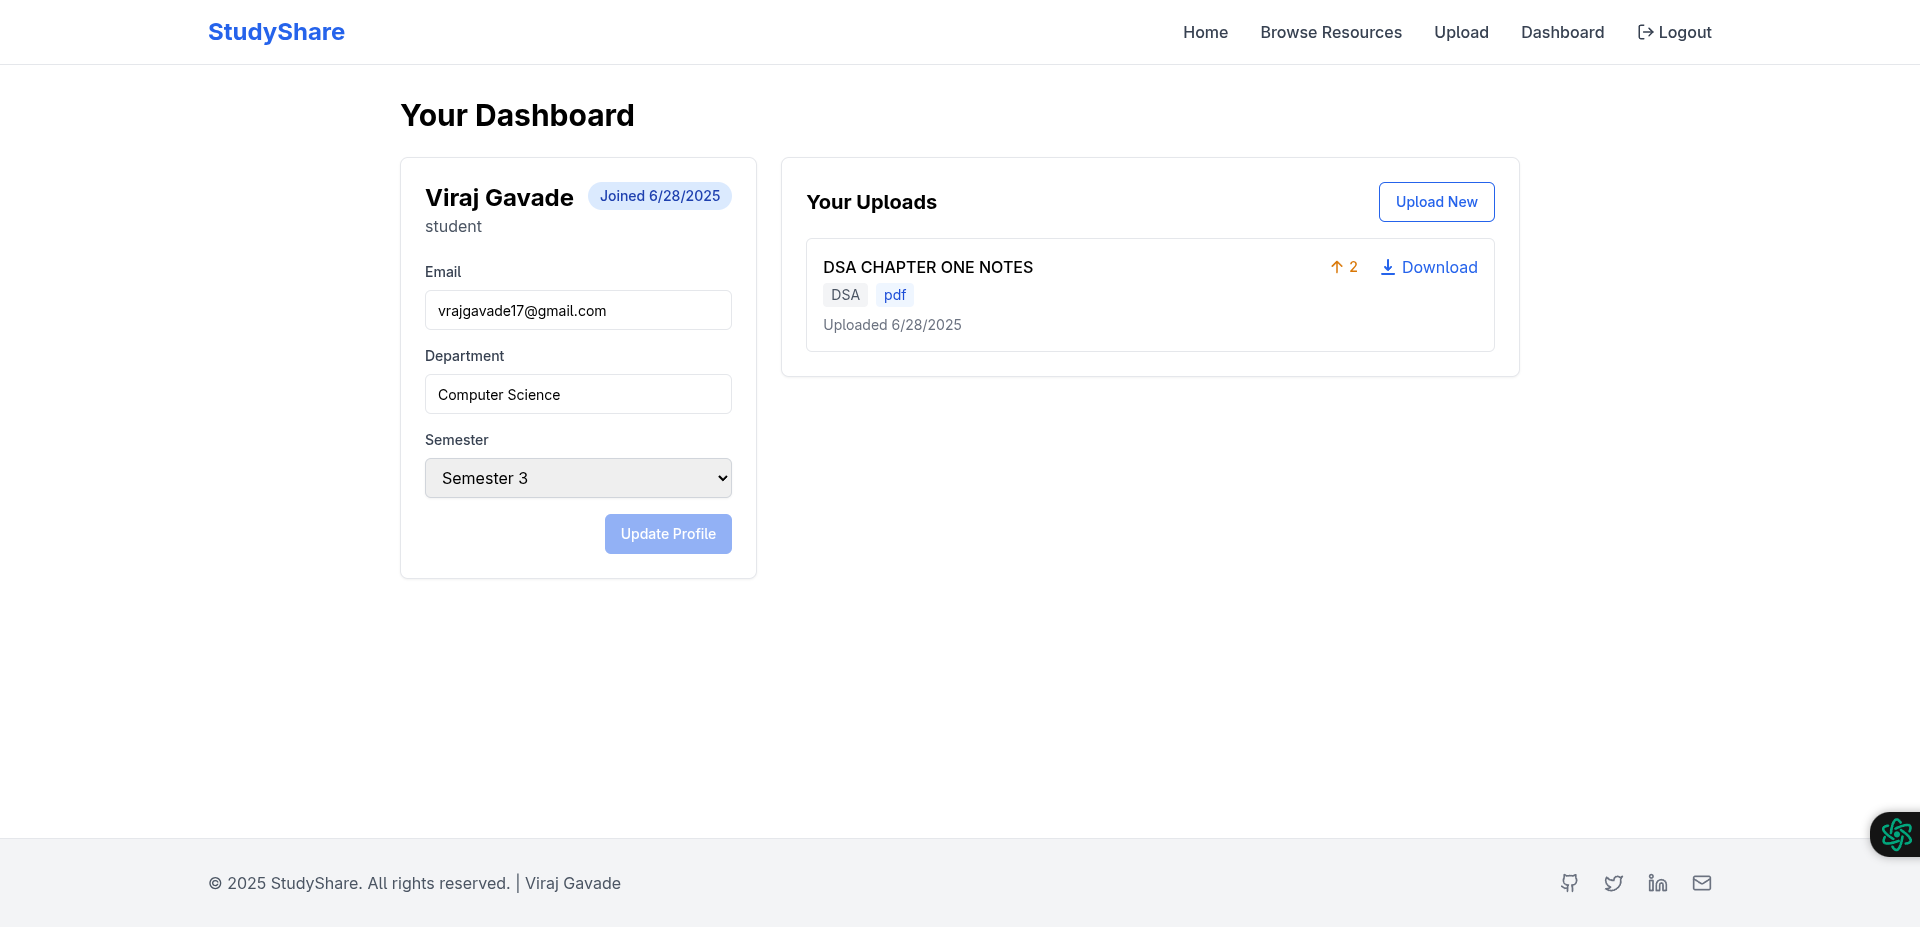 StudyShare
Home Browse Resources Upload Dashboard Logout
Your Dashboard
Viraj Gavade
Joined 6/28/2025
student
Email
vrajgavade17@gmail.com
Department
Computer Science
Semester
Semester 3
Update Profile
Your Uploads
Upload New
DSA CHAPTER ONE NOTES
2 Download
DSA pdf
Uploaded 6/28/2025
© 2025 StudyShare. All rights reserved. | Viraj Gavade